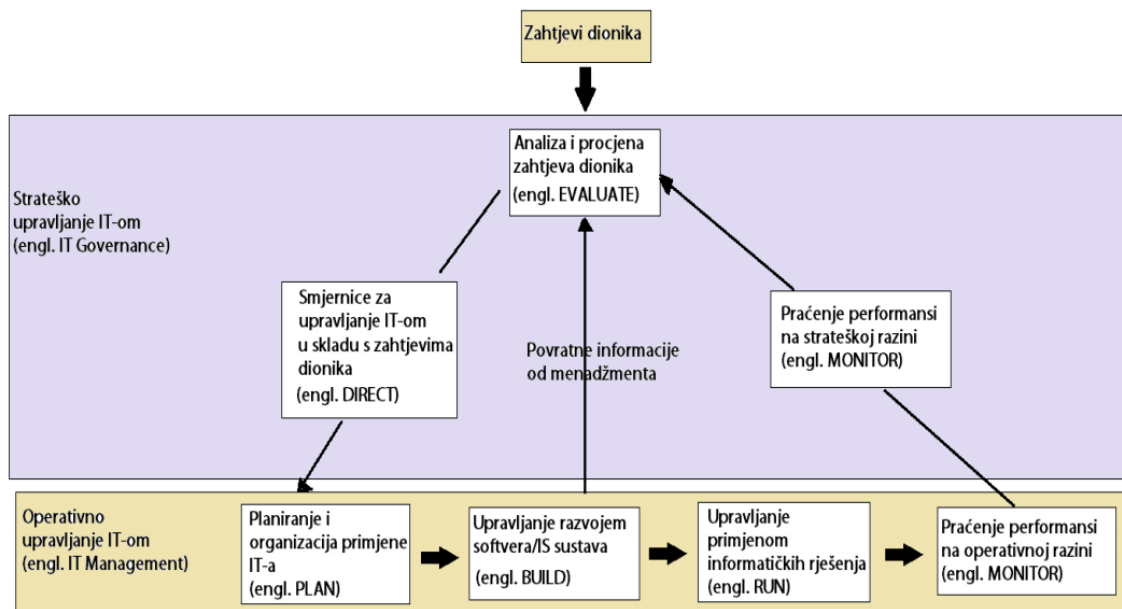 Zahtjevi dionika
Analiza i procjena
zahtjeva dionika
(engl. EVALUATE)
Strateško
upravljanje IT-om
(engl. IT Governance)
Smjernice za
upravljanje IT-om
u skladu s zahtjevima
dionika
(engl. DIRECT)
Povratne informacije
od menadžmenta
Praćenje performansi
na strateškoj razini
(engl. MONITOR)
Operativno
upravljanje IT-om
(engl. IT Management)
Planiranje i
organizacija primjene
IT-a
(engl. PLAN)
Upravljanje razvojem
softvera/IS sustava
(engl. BUILD)
Upravljanje
primjenom
informatičkih rješenja
(engl. RUN)
Praćenje performansi
na operativnoj razini
(engl. MONITOR)